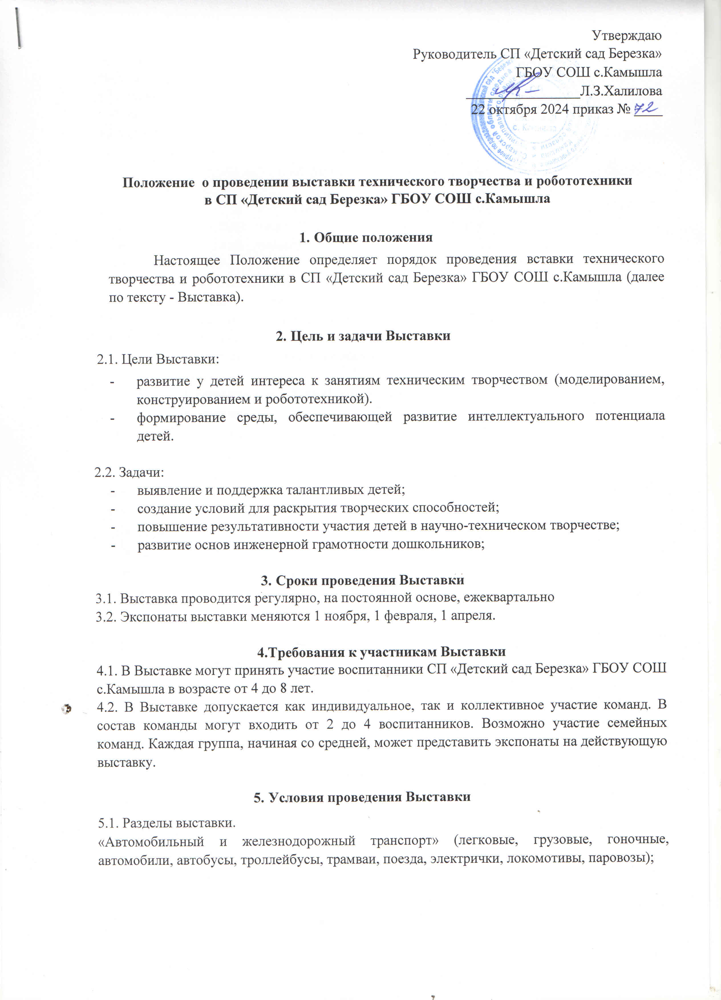 Утверждаю
Руководитель СП «Детский сад Березка»
ГБОУ СОШ с.Камышла
Л.З.Халилова
22 октября 2024 приказ № 72
Положение о проведении выставки технического творчества и робототехники
в СП «Детский сад Березка» ГБОУ СОШ с.Камышла
1. Общие положения
Настоящее Положение определяет порядок проведения вставки технического
творчества и робототехники в СП «Детский сад Березка» ГБОУ СОШ с.Камышла (далее
по тексту - Выставка).
2. Цель и задачи Выставки
2.1. Цели Выставки:
- развитие у детей интереса к занятиям техническим творчеством (моделированием,
конструированием и робототехникой).
- формирование среды, обеспечивающей развитие интеллектуального потенциала
детей.
2.2. Задачи:
- выявление и поддержка талантливых детей;
- создание условий для раскрытия творческих способностей;
- повышение результативности участия детей в научно-техническом творчестве;
- развитие основ инженерной грамотности дошкольников;
3. Сроки проведения Выставки
3.1. Выставка проводится регулярно, на постоянной основе, ежеквартально
3.2. Экспонаты выставки меняются 1 ноября, 1 февраля, 1 апреля.
4.Требования к участникам Выставки
4.1. В Выставке могут принять участие воспитанники СП «Детский сад Березка» ГБОУ СОШ
с.Камышла в возрасте от 4 до 8 лет.
4.2. В Выставке допускается как индивидуальное, так и коллективное участие команд. В
состав команды могут входить от 2 до 4 воспитанников. Возможно участие семейных
команд. Каждая группа, начиная со средней, может представить экспонаты на действующую
выставку.
5. Условия проведения Выставки
5.1. Разделы выставки.
«Автомобильный и железнодорожный транспорт» (легковые, грузовые, гоночные,
автомобили, автобусы, троллейбусы, трамваи, поезда, электрички, локомотивы, паровозы);